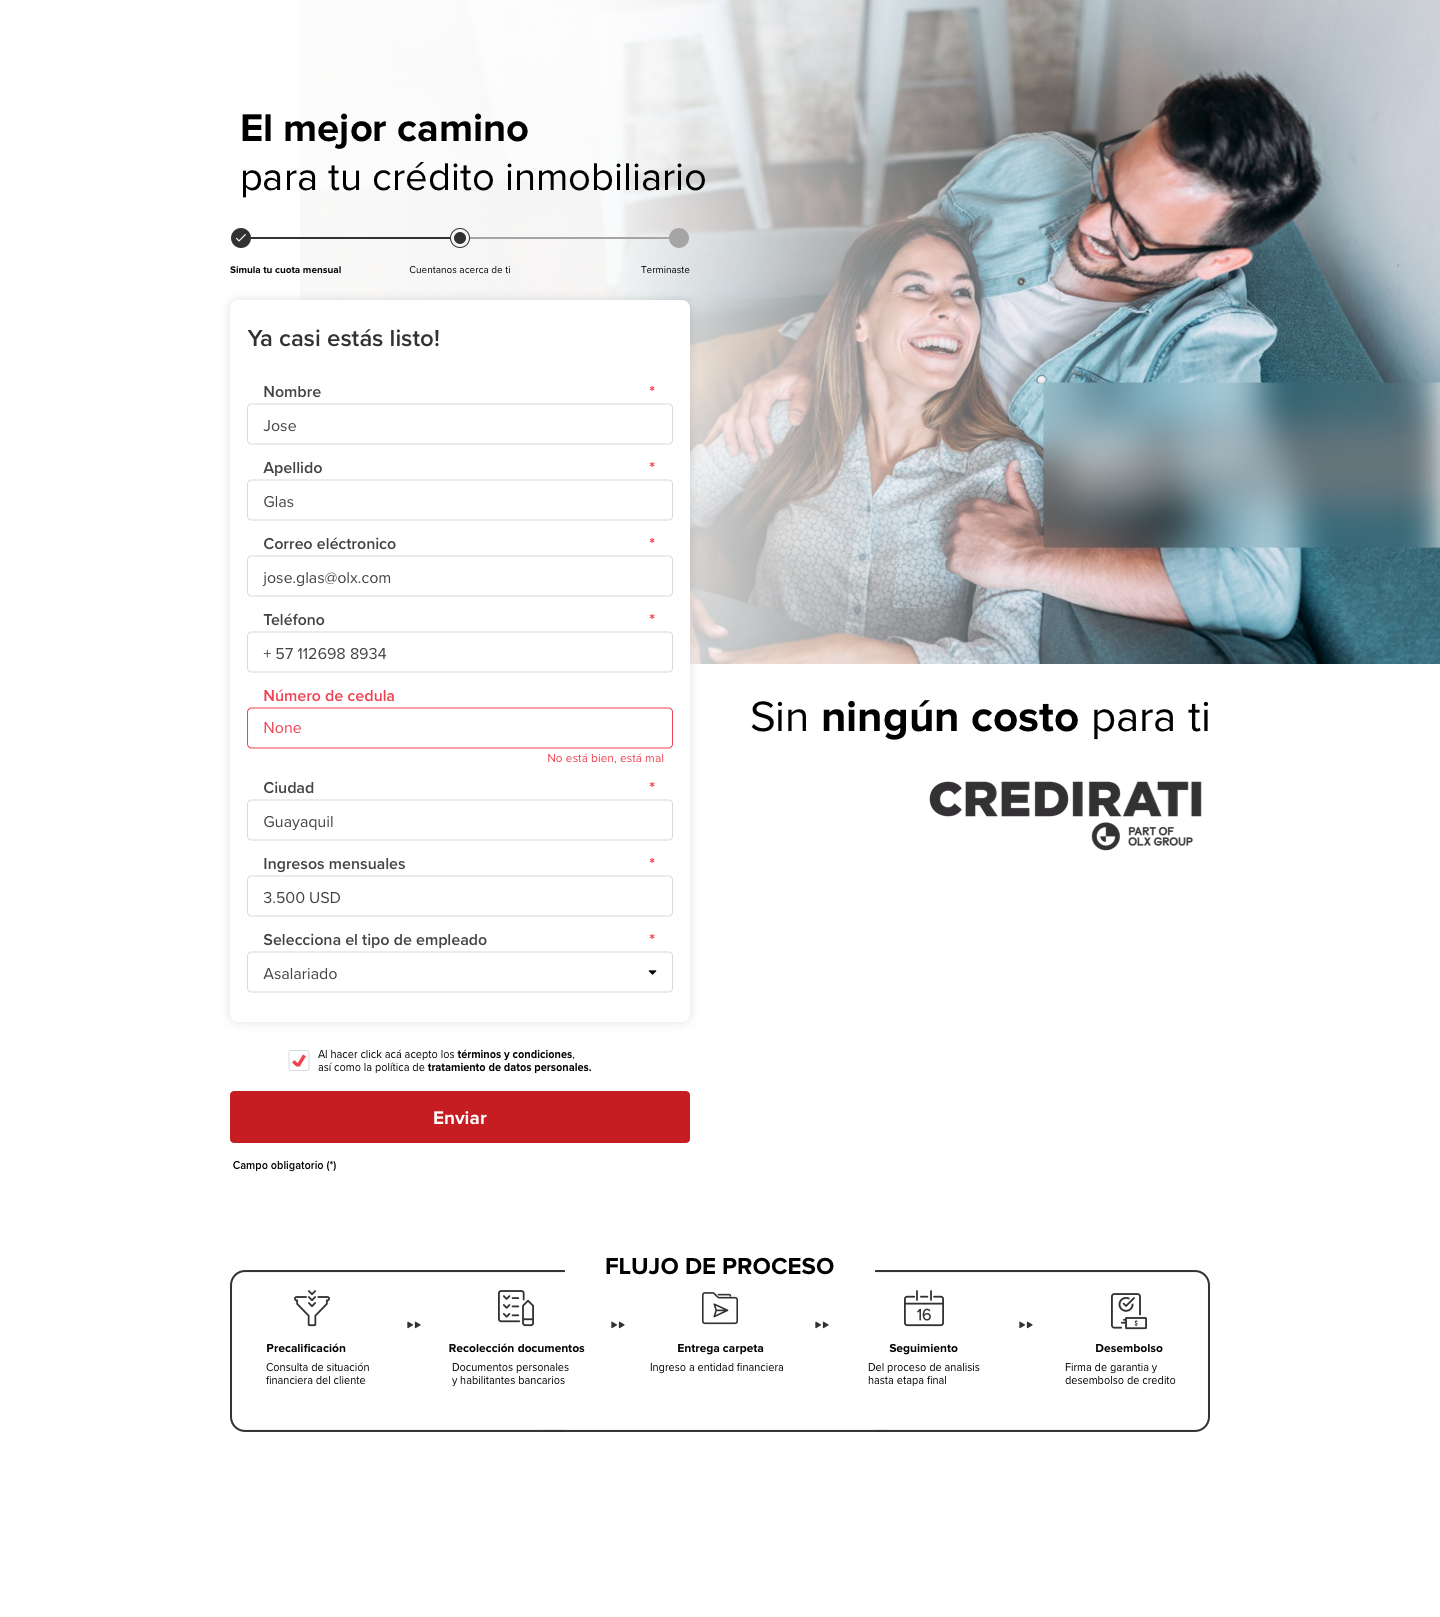 El mejor camino
para tu crédito inmobiliario
Simula tu cuota mensual
Cuentanos acerca de ti
Terminaste
Ya casi estás listo!
Nombre *
Jose
Apellido *
Glas
Correo eléctronico *
jose.glas@olx.com
Teléfono *
+ 57 112698 8934
Número de cedula
None
No está bien, está mal
Ciudad *
Guayaquil
Ingresos mensuales *
3.500 USD
Selecciona el tipo de empleado *
Asalariado
Al hacer click acá acepto los términos y condiciones,
así como la política de tratamiento de datos personales.
Enviar
Campo obligatorio (*)
Sin ningún costo para ti
CREDIRATI
PART OF
OLX GROUP
FLUJO DE PROCESO
Precalificación
Consulta de situación
financiera del cliente
Recolección documentos
Documentos personales
y habilitantes bancarios
Entrega carpeta
Ingreso a entidad financiera
16
Seguimiento
Del proceso de analisis
hasta etapa final
$
Desembolso
Firma de garantia y
desembolso de credito